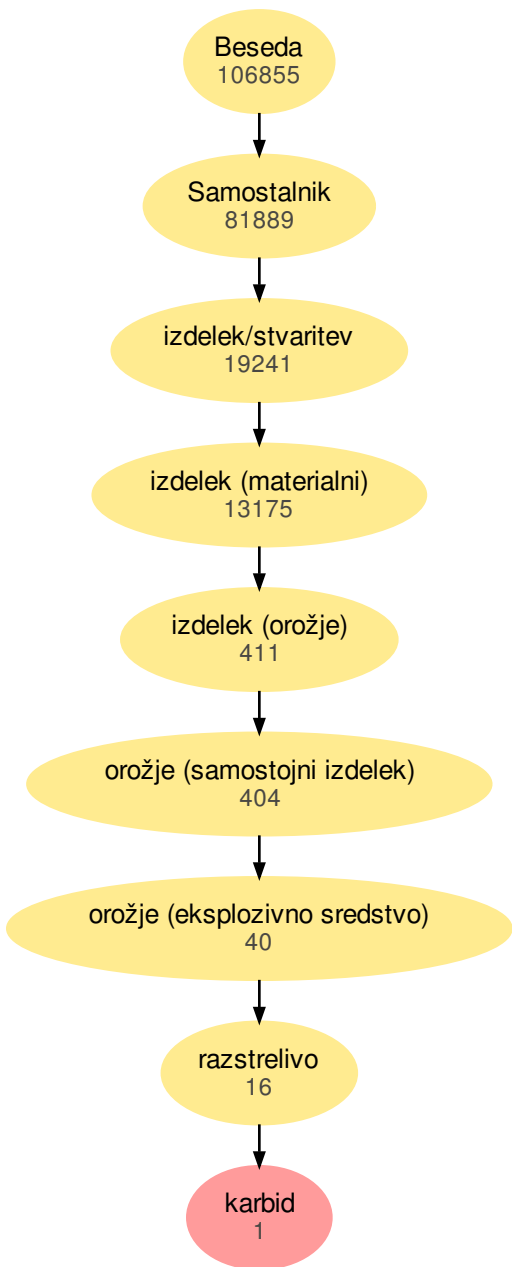 Beseda
106855
Samostalnik
81889
izdelek/stvaritev
19241
izdelek (materialni)
13175
izdelek (orožje)
411
orožje (samostojni izdelek)
404
orožje (eksplozivno sredstvo)
40
razstrelivo
16
karbid
1